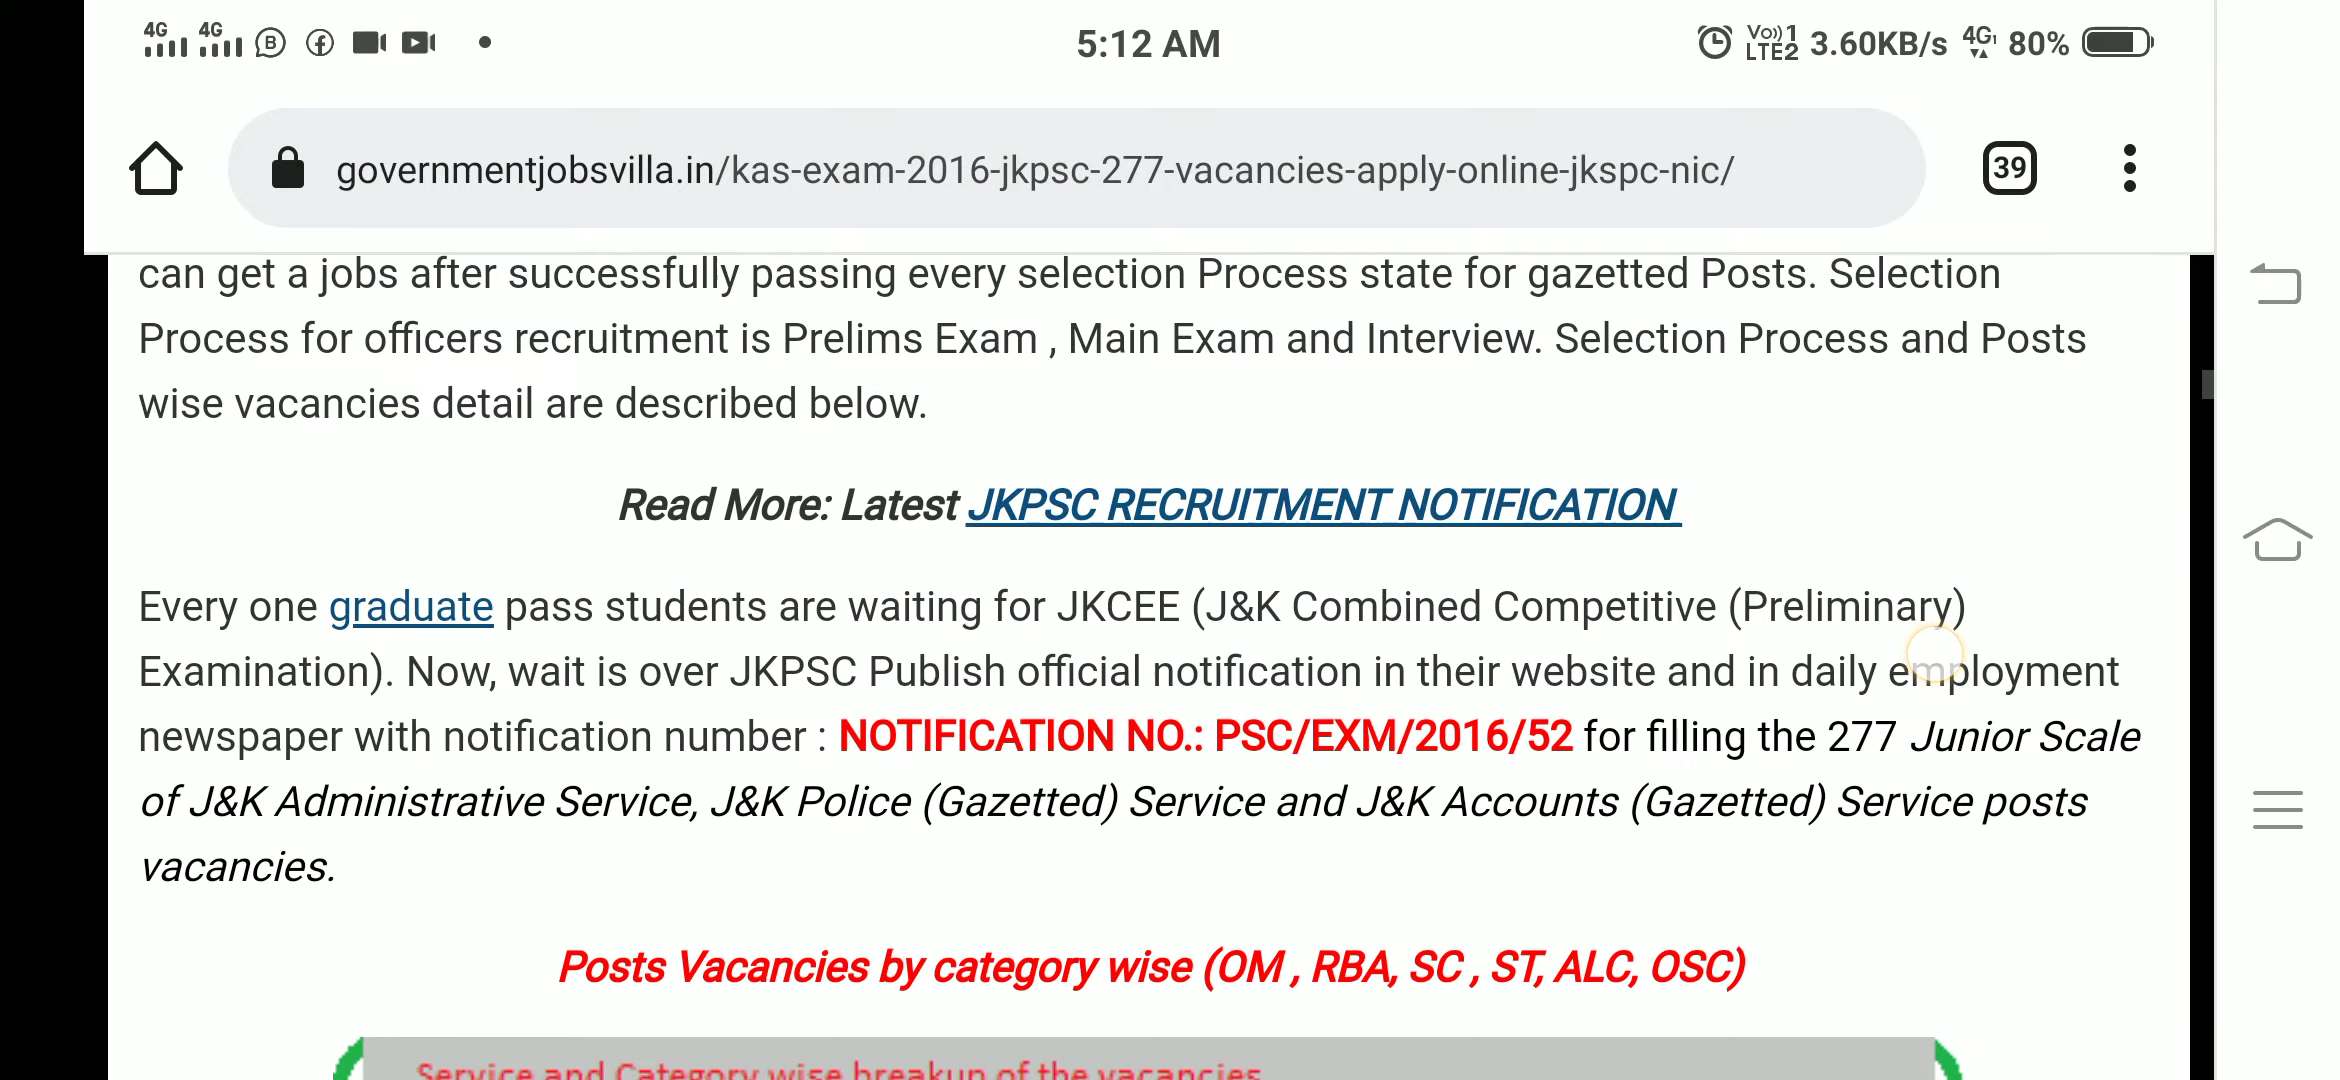 4G 4G 5:12 AM Vo)) 1 LTE2 3.60KB/s 4G 80%
governmentjobsvilla.in/kas-exam-2016-jkpsc-277-vacancies-apply-online-jkspc-nic/ 39
can get a jobs after successfully passing every selection Process state for gazetted Posts. Selection
Process for officers recruitment is Prelims Exam , Main Exam and Interview. Selection Process and Posts
wise vacancies detail are described below.
Read More: Latest JKPSC RECRUITMENT NOTIFICATION
Every one graduate pass students are waiting for JKCEE (J&K Combined Competitive (Preliminary)
Examination). Now, wait is over JKPSC Publish official notification in their website and in daily employment
newspaper with notification number : NOTIFICATION NO.: PSC/EXM/2016/52 for filling the 277 Junior Scale
of J&K Administrative Service, J&K Police (Gazetted) Service and J&K Accounts (Gazetted) Service posts
vacancies.
Posts Vacancies by category wise (OM , RBA, SC , ST, ALC, OSC)
Service and Category wise breakup of the vacancies